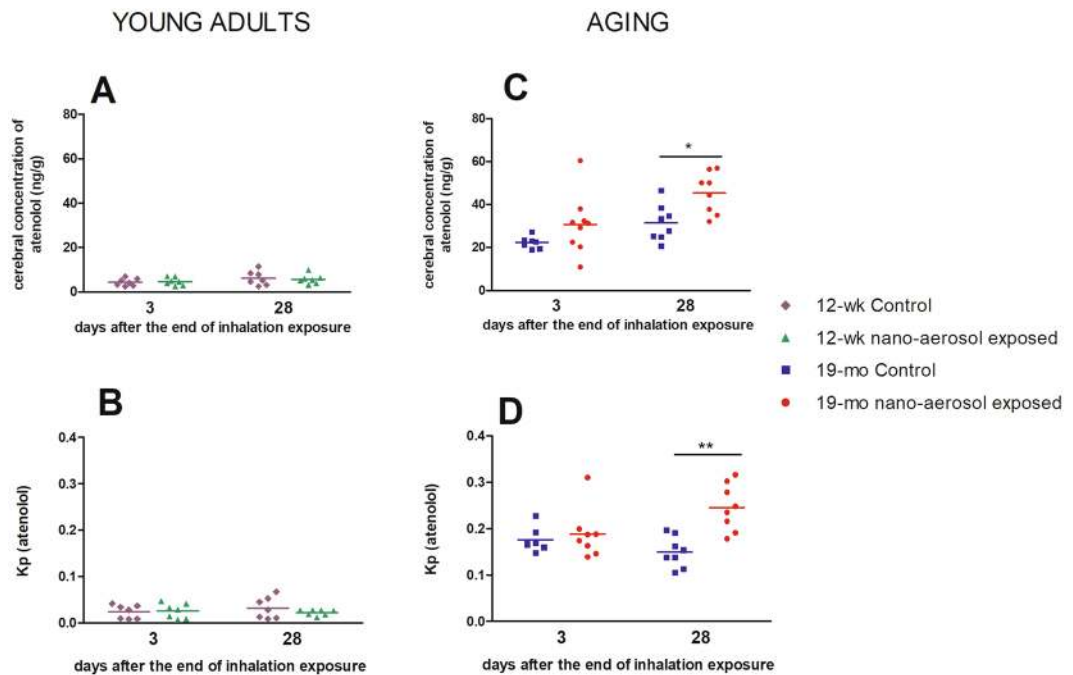 YOUNG ADULTS
AGING
A
cerebral concentration of
atenolol (ng/g)
80
60
40
20
0
3
28
days after the end of inhalation exposure
C
cerebral concentration of
atenolol (ng/g)
80
60
40
20
0
*
3
28
days after the end of inhalation exposure
12-wk Control
12-wk nano-aerosol exposed
19-mo Control
19-mo nano-aerosol exposed
B
Kp (atenolol)
0.4
0.3
0.2
0.1
0.0
3
28
days after the end of inhalation exposure
D
Kp (atenolol)
0.4
0.3
0.2
0.1
0.0
**
3
28
days after the end of inhalation exposure